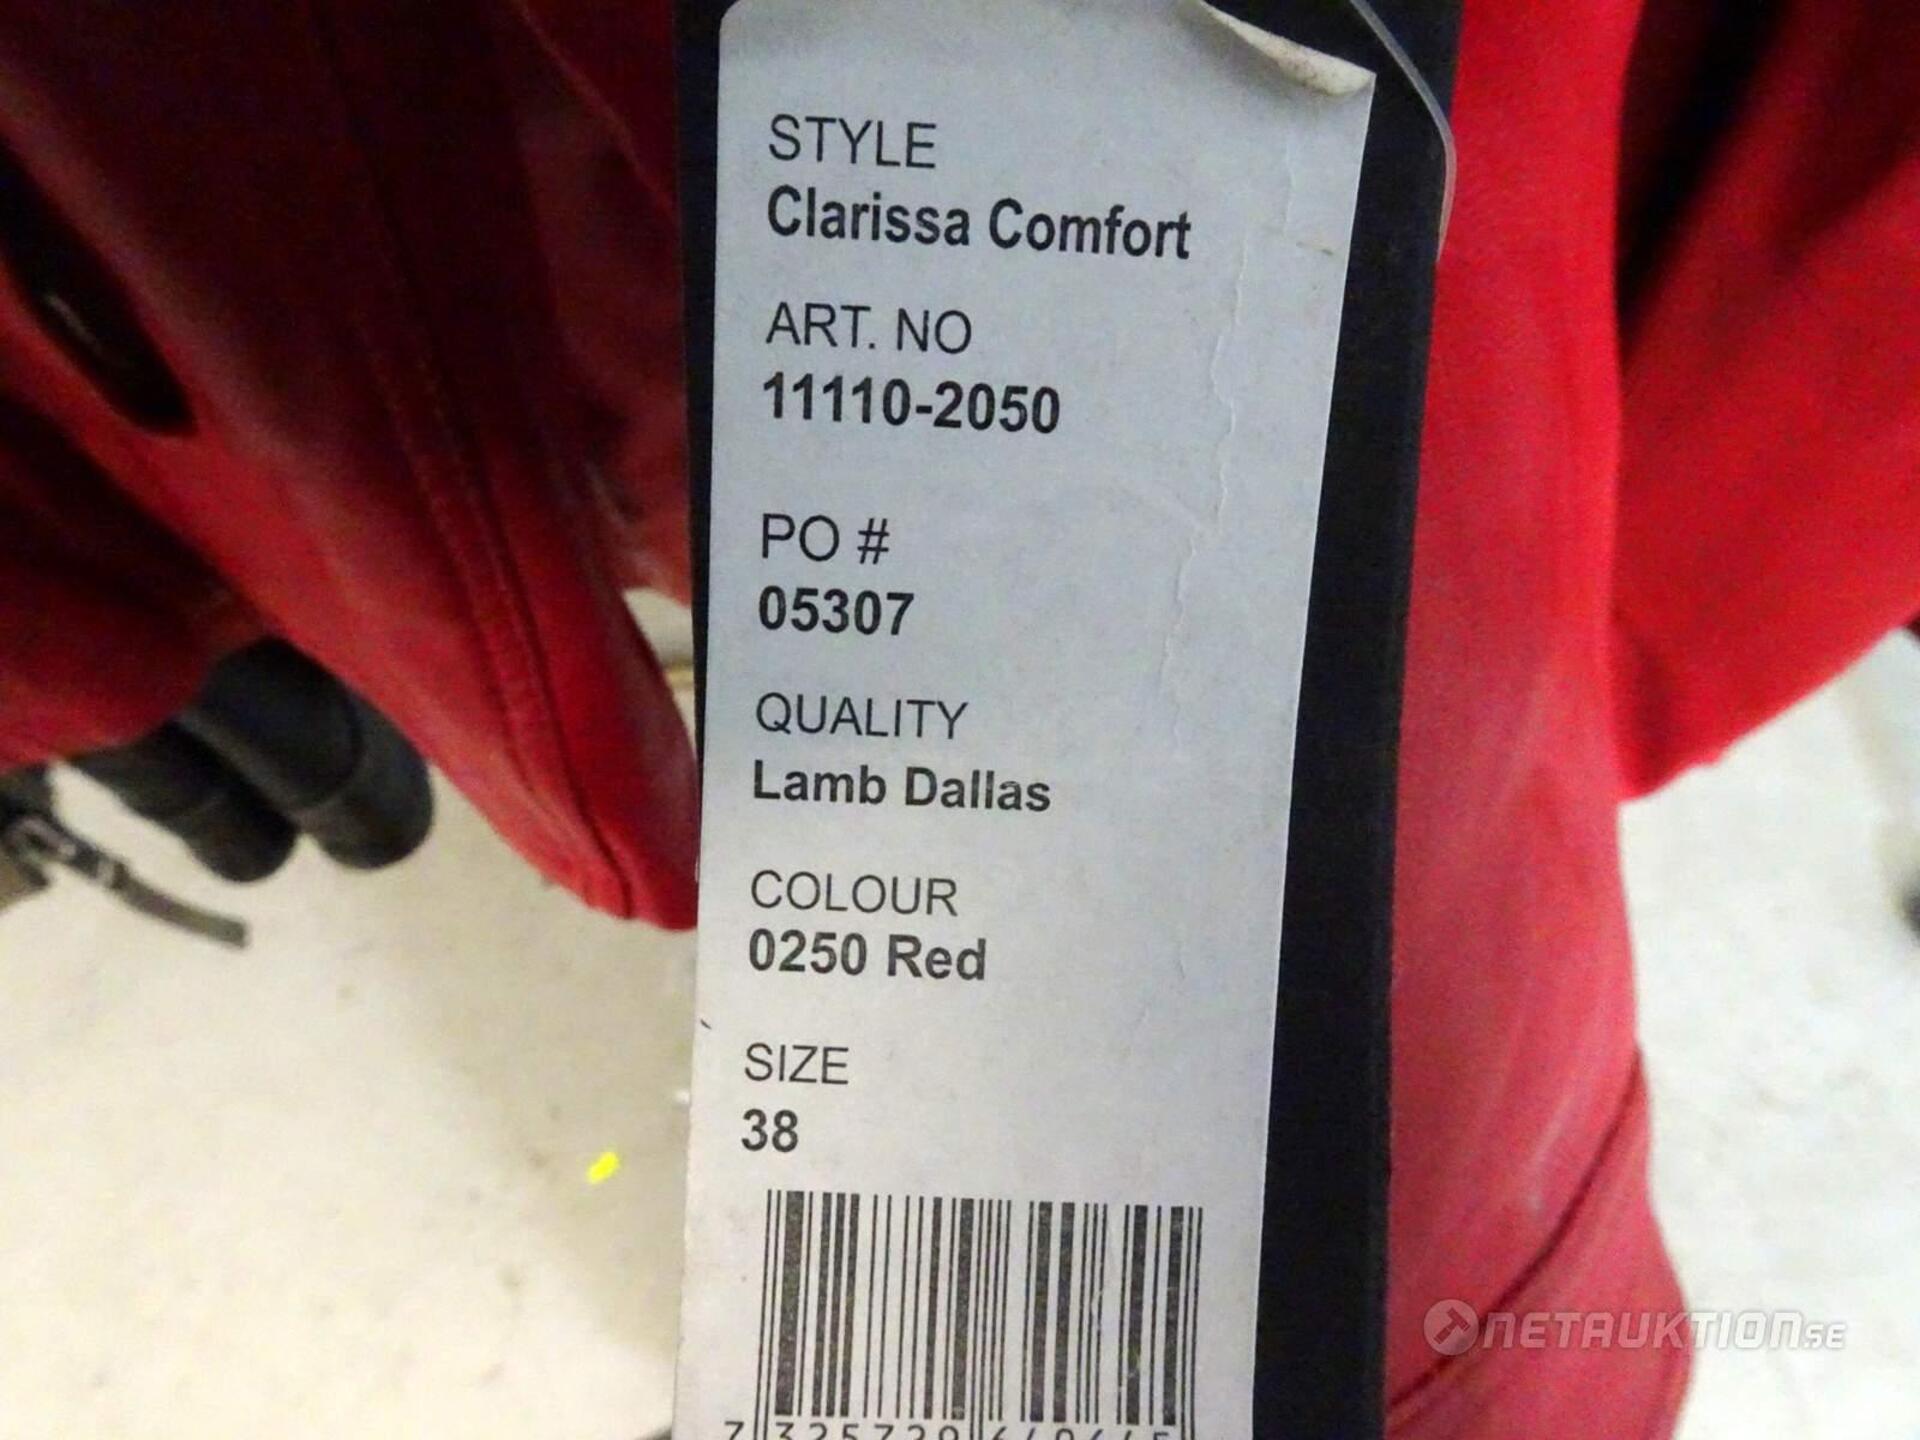 STYLE
Clarissa Comfort
ART. NO
11110-2050
PO #
05307
QUALITY
Lamb Dallas
COLOUR
0250 Red
SIZE
38
NETAUKTION.SE